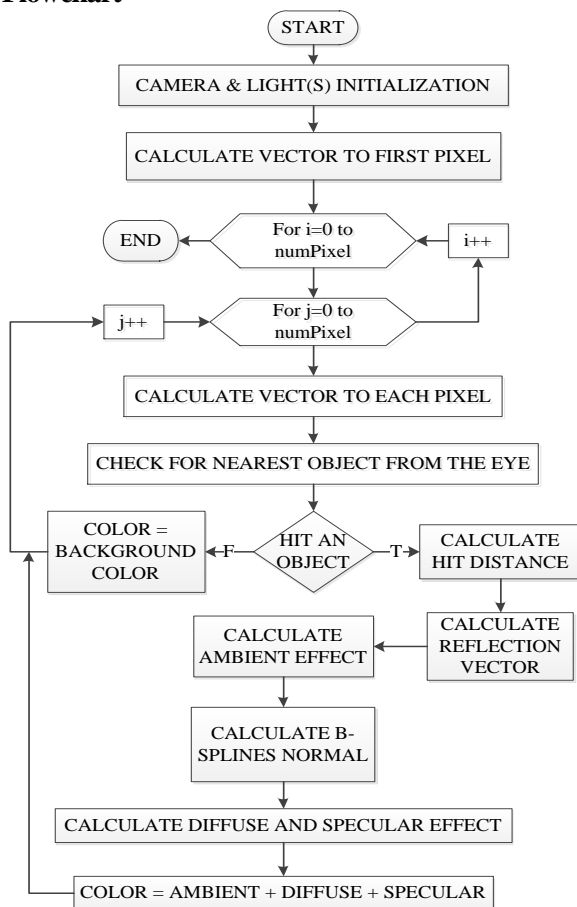 Flowchart
START
CAMERA & LIGHT(S) INITIALIZATION
CALCULATE VECTOR TO FIRST PIXEL
END
For i=0 to
numPixel
i++
j++
For j=0 to
numPixel
CALCULATE VECTOR TO EACH PIXEL
CHECK FOR NEAREST OBJECT FROM THE EYE
COLOR =
BACKGROUND
COLOR
F
HIT AN
OBJECT
T
CALCULATE
HIT DISTANCE
CALCULATE
REFLECTION
VECTOR
CALCULATE
AMBIENT EFFECT
CALCULATE B-
SPLINES NORMAL
CALCULATE DIFFUSE AND SPECULAR EFFECT
COLOR = AMBIENT + DIFFUSE + SPECULAR